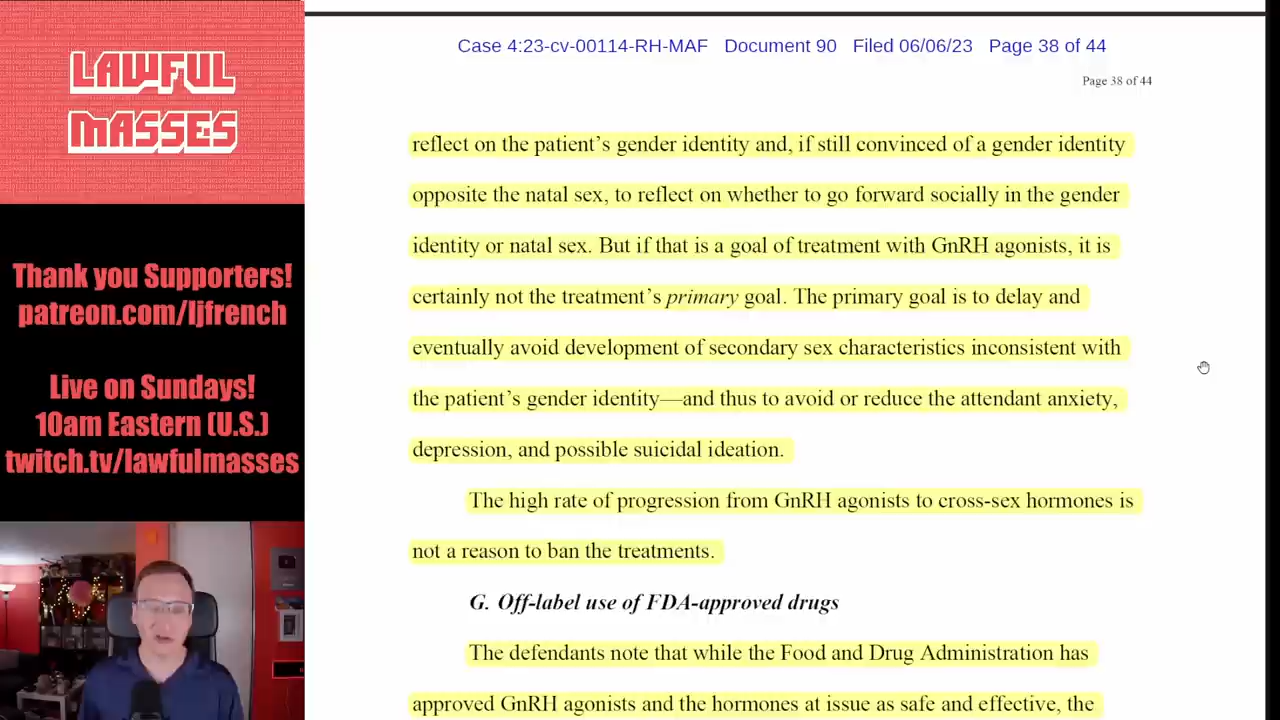 LAWFUL
MASSES
Thank you Supporters!
patreon.com/ljfrench
Live on Sundays!
10am Eastern (U.S.)
twitch.tv/lawfulmasses
Case 4:23-cv-00114-RH-MAF Document 90 Filed 06/06/23 Page 38 of 44
Page 38 of 44
reflect on the patient’s gender identity and, if still convinced of a gender identity
opposite the natal sex, to reflect on whether to go forward socially in the gender
identity or natal sex. But if that is a goal of treatment with GnRH agonists, it is
certainly not the treatment’s primary goal. The primary goal is to delay and
eventually avoid development of secondary sex characteristics inconsistent with
the patient’s gender identity—and thus to avoid or reduce the attendant anxiety,
depression, and possible suicidal ideation.
The high rate of progression from GnRH agonists to cross-sex hormones is
not a reason to ban the treatments.
G. Off-label use of FDA-approved drugs
The defendants note that while the Food and Drug Administration has
approved GnRH agonists and the hormones at issue as safe and effective, the